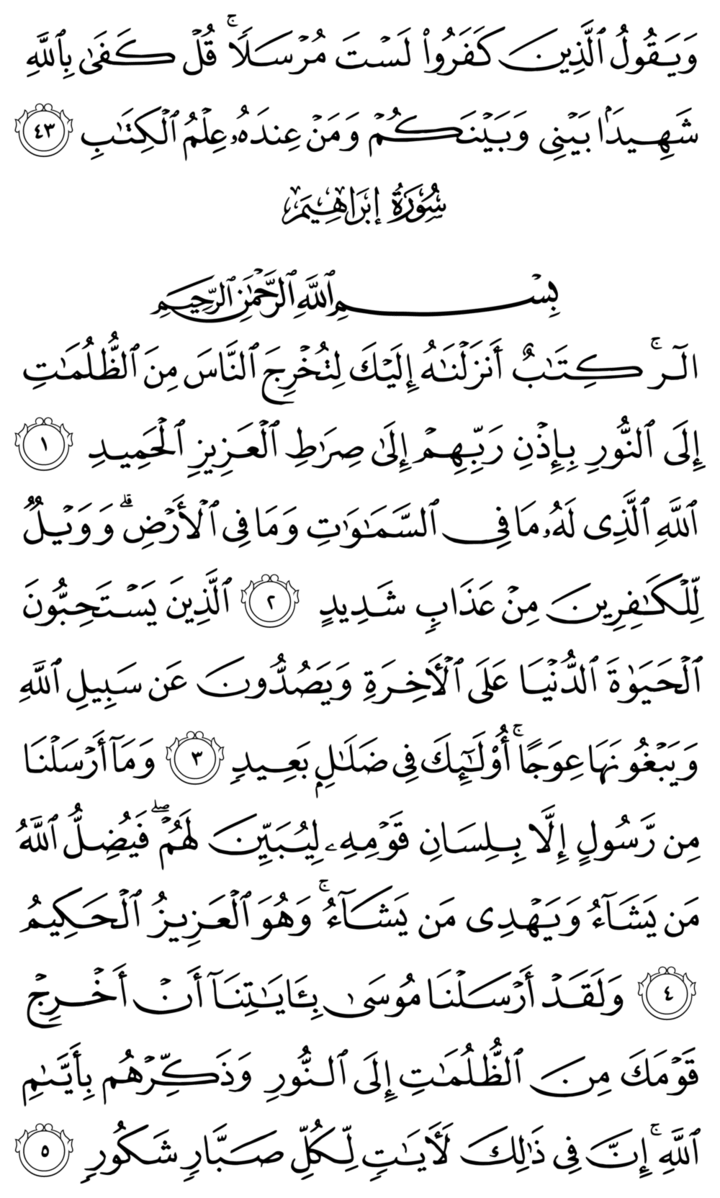 وَيَقُولُ ٱلَّذِينَ كَفَرُوا۟ لَسْتَ مُرْسَلًا ۚ قُلْ كَفَىٰ بِٱللَّهِ
شَهِيدًۢا بَيْنِى وَبَيْنَكُمْ وَمَنْ عِندَهُۥ عِلْمُ ٱلْكِتَٰبِ ٤٣
سُورَةُ إِبْرَاهِيمَ
بِسْمِ ٱللَّهِ ٱلرَّحْمَٰنِ ٱلرَّحِيمِ
الٓر ۚ كِتَٰبٌ أَنزَلْنَٰهُ إِلَيْكَ لِتُخْرِجَ ٱلنَّاسَ مِنَ ٱلظُّلُمَٰتِ
إِلَى ٱلنُّورِ بِإِذْنِ رَبِّهِمْ إِلَىٰ صِرَٰطِ ٱلْعَزِيزِ ٱلْحَمِيدِ ١
ٱللَّهِ ٱلَّذِى لَهُۥ مَا فِى ٱلسَّمَٰوَٰتِ وَمَا فِى ٱلْأَرْضِ ۗ وَوَيْلٌ
لِّلْكَٰفِرِينَ مِنْ عَذَابٍ شَدِيدٍ ٢ ٱلَّذِينَ يَسْتَحِبُّونَ
ٱلْحَيَوٰةَ ٱلدُّنْيَا عَلَى ٱلْءَاخِرَةِ وَيَصُدُّونَ عَن سَبِيلِ ٱللَّهِ
وَيَبْغُونَهَا عِوَجًا ۚ أُو۟لَٰٓئِكَ فِى ضَلَٰلٍۭ بَعِيدٍ ٣ وَمَآ أَرْسَلْنَا
مِن رَّسُولٍ إِلَّا بِلِسَانِ قَوْمِهِۦ لِيُبَيِّنَ لَهُمْ ۖ فَيُضِلُّ ٱللَّهُ
مَن يَشَآءُ وَيَهْدِى مَن يَشَآءُ ۚ وَهُوَ ٱلْعَزِيزُ ٱلْحَكِيمُ
٤ وَلَقَدْ أَرْسَلْنَا مُوسَىٰ بِـَٔايَٰتِنَآ أَنْ أَخْرِجْ
قَوْمَكَ مِنَ ٱلظُّلُمَٰتِ إِلَى ٱلنُّورِ وَذَكِّرْهُم بِأَيَّىٰمِ
ٱللَّهِ ۚ إِنَّ فِى ذَٰلِكَ لَءَايَٰتٍ لِّكُلِّ صَبَّارٍ شَكُورٍ ٥